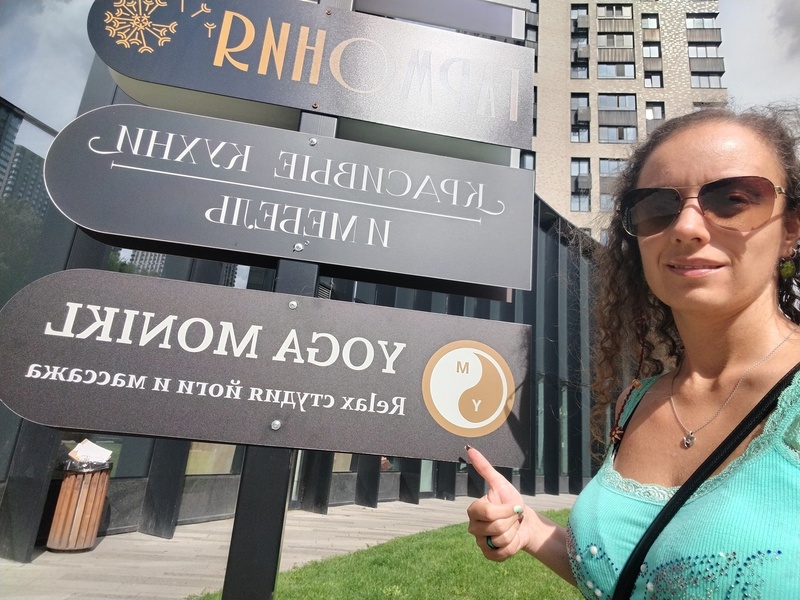 ГАРМОНИЯ
КРАСИВЫЕ КУХНИ
И МЕБЕЛЬ
YOGA MONIKL
Relax студия йоги и массажа
M
Y